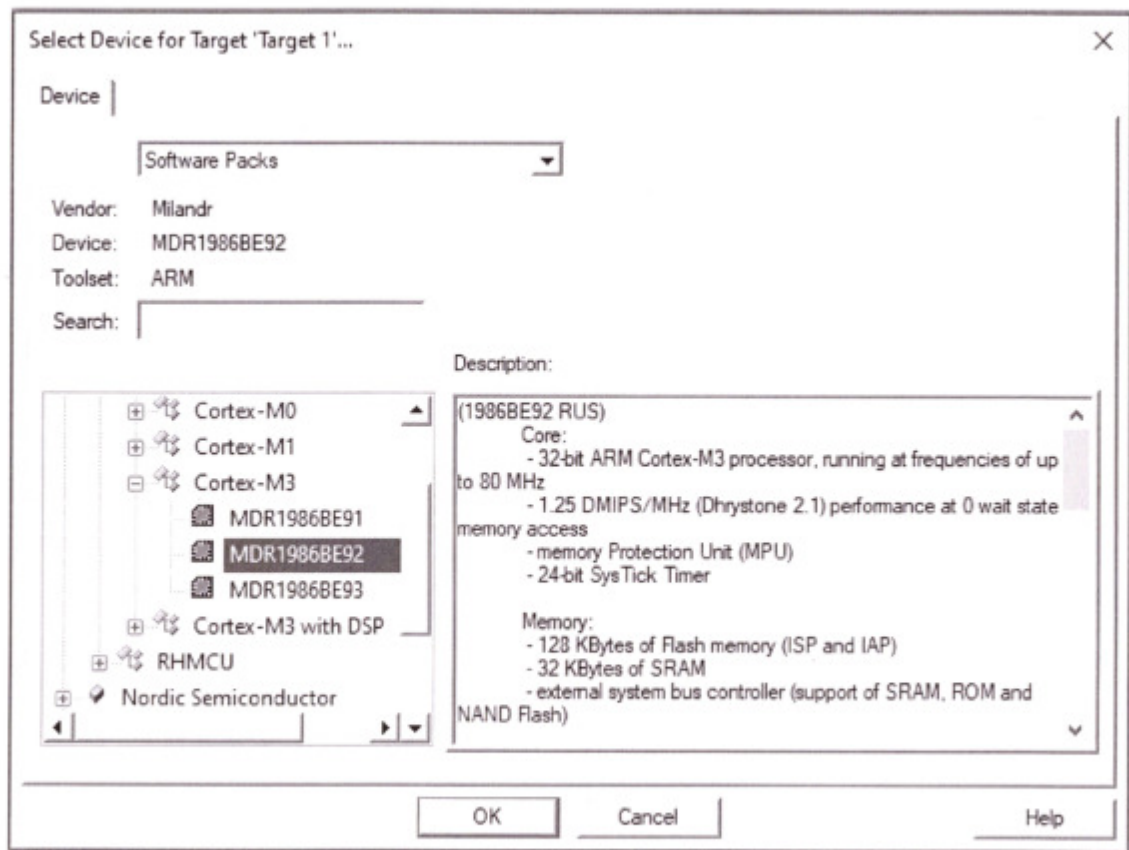 Select Device for Target 'Target 1'...
Device
Software Packs
Vendor: Milandr
Device: MDR1986BE92
Toolset: ARM
Search:
Description:
Cortex-M0
Cortex-M1
Cortex-M3
MDR1986BE91
MDR1986BE92
MDR1986BE93
Cortex-M3 with DSP
RHMCU
Nordic Semiconductor
(1986BE92 RUS)
Core:
- 32-bit ARM Cortex-M3 processor, running at frequencies of up
to 80 MHz
- 1.25 DMIPS/MHz (Dhrystone 2.1) performance at 0 wait state
memory access
- memory Protection Unit (MPU)
- 24-bit SysTick Timer
Memory:
- 128 KBytes of Flash memory (ISP and IAP)
- 32 KBytes of SRAM
- external system bus controller (support of SRAM, ROM and
NAND Flash)
OK
Cancel
Help